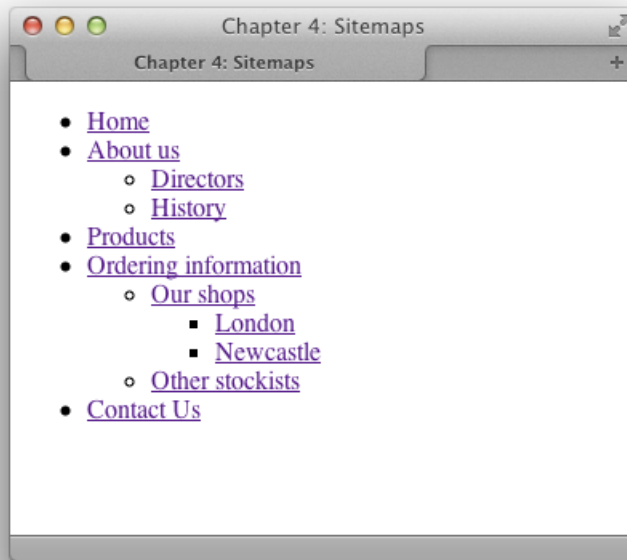 Chapter 4: Sitemaps
Chapter 4: Sitemaps
Home
About us
Directors
History
Products
Ordering information
Our shops
London
Newcastle
Other stockists
Contact Us